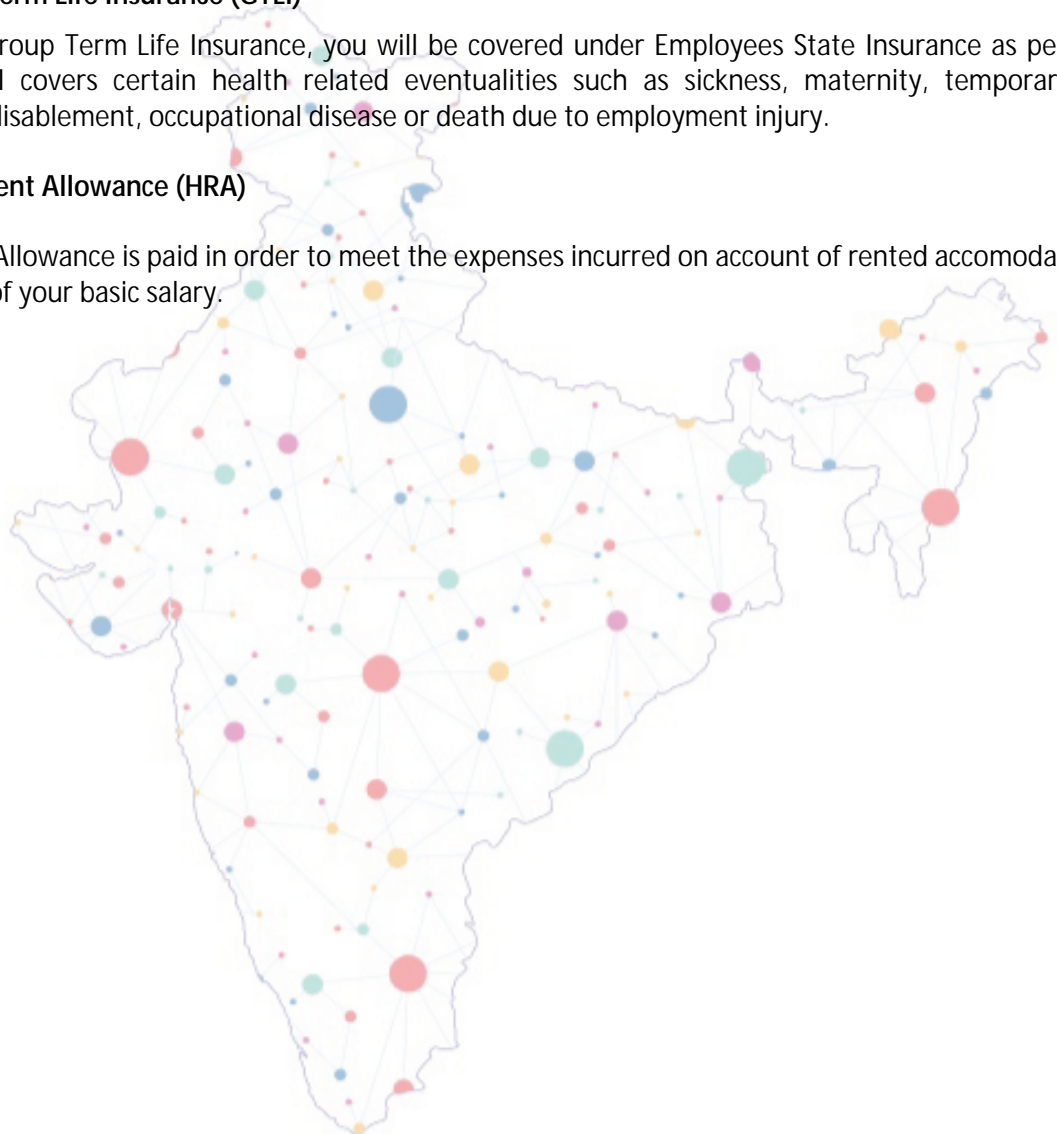 erm Life Insurance (GTLI)
roup Term Life Insurance, you will be covered under Employees State Insurance as pe
l covers certain health related eventualities such as sickness, maternity, temporar
disablement, occupational disease or death due to employment injury.
ent Allowance (HRA)
Allowance is paid in order to meet the expenses incurred on account of rented accomoda
of your basic salary.